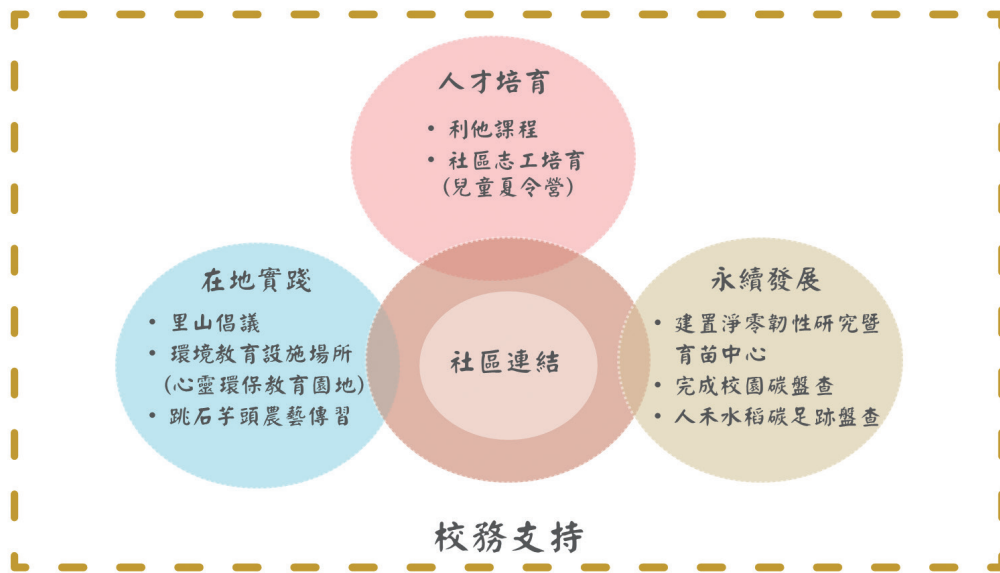 人才培育
• 利他課程
• 社區志工培育
(兒童夏令營)
在地實踐
• 里山倡議
• 環境教育設施場所
(心靈環保教育園地)
• 跳石芋頭農藝傳習
社區連結
永續發展
• 建置淨零韌性研究暨
育苗中心
• 完成校園碳盤查
• 人禾水稻碳足跡盤查
校務支持